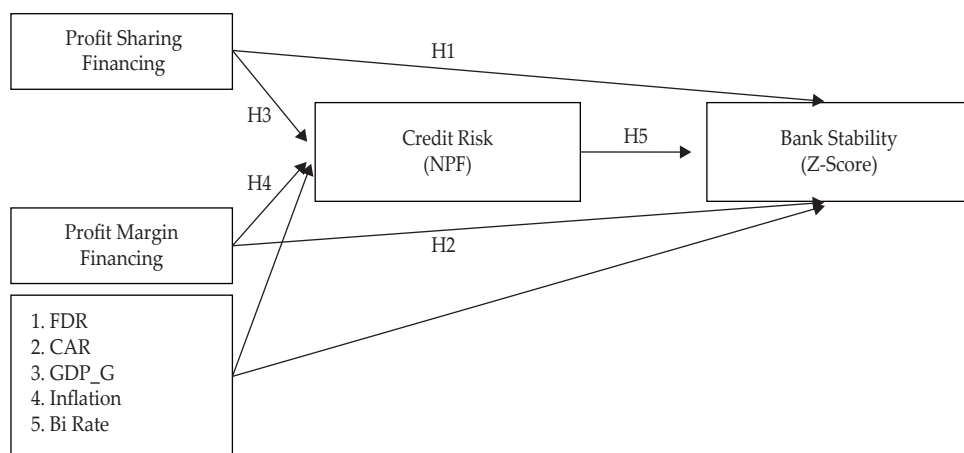 Profit Sharing
Financing
H1
H3
Credit Risk
(NPF)
H5
Bank Stability
(Z-Score)
H4
Profit Margin
Financing
H2
1. FDR
2. CAR
3. GDP_G
4. Inflation
5. Bi Rate